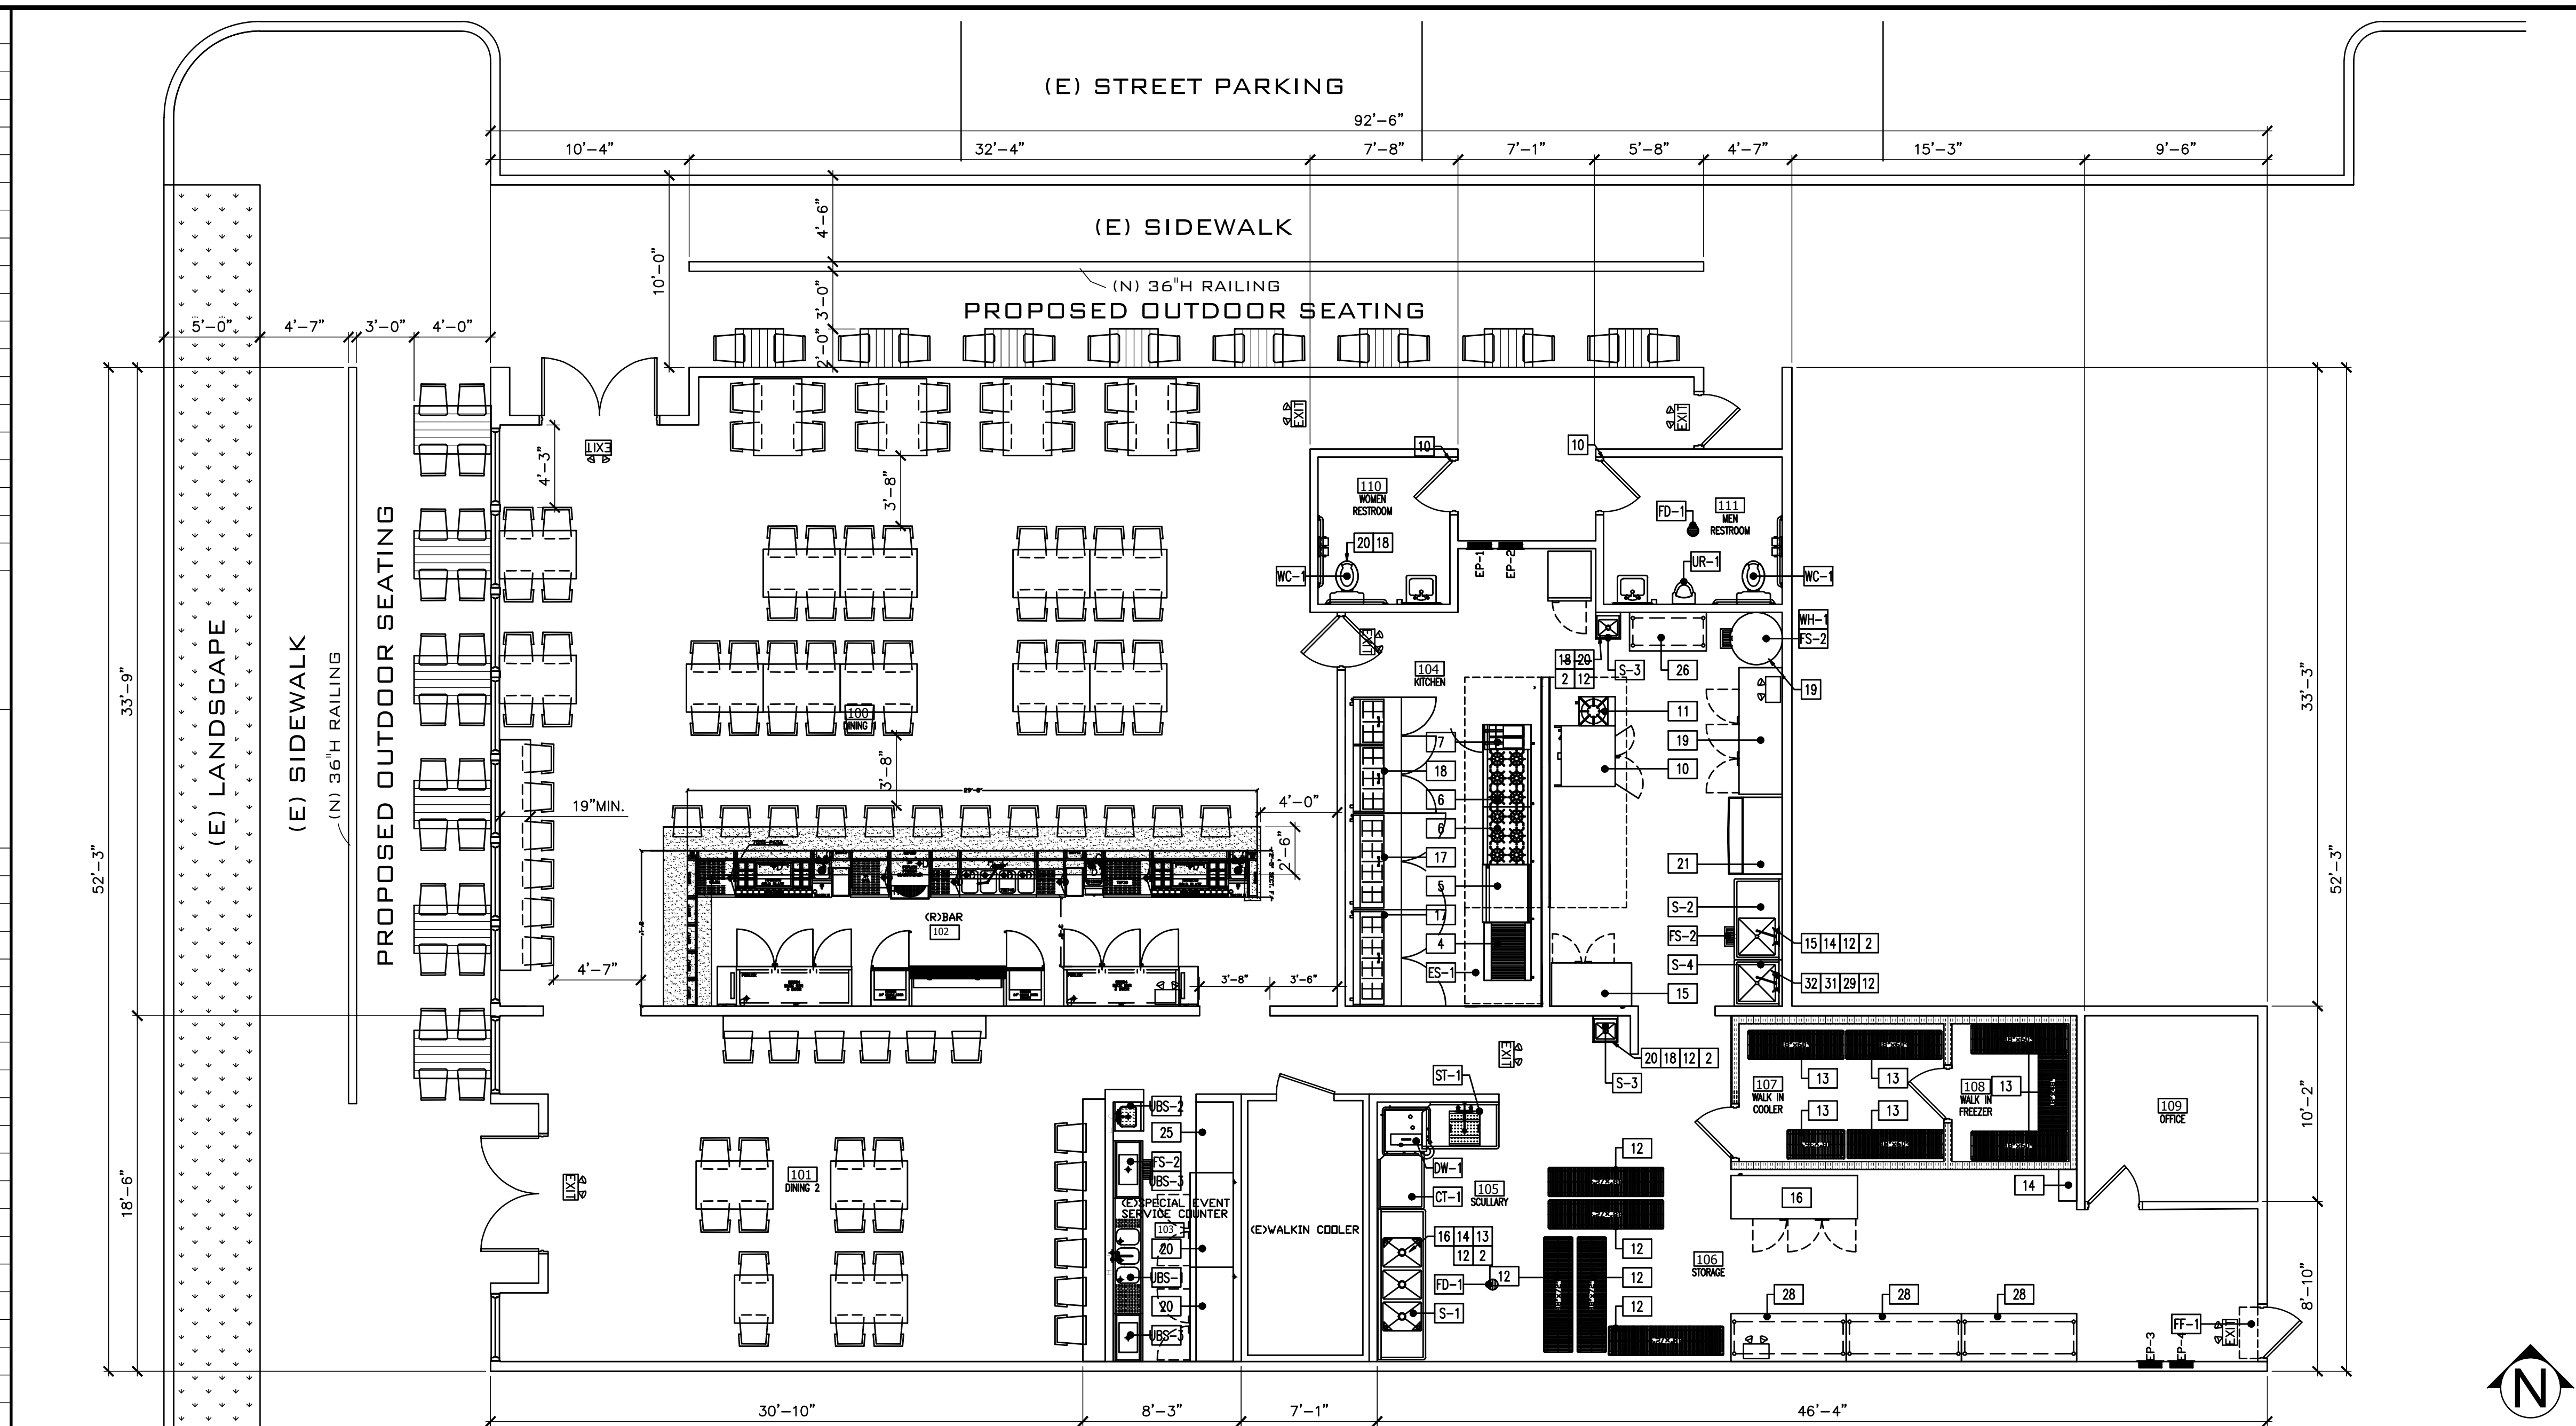 (E) STREET PARKING
92'-6"
10'-4"
32'-4"
7'-8"
7'-1"
5'-8"
4'-7"
15'-3"
9'-6"
4'-6"
(E) SIDEWALK
10'-0"
(N) 36"H RAILING
3'-0"
PROPOSED OUTDOOR SEATING
2'-0"
5'-0"
4'-7"
3'-0"
4'-0"
EXIT
EXIT
EXIT
4'-3"
3'-8"
10
10
110
WOMEN
RESTROOM
111
MEN
RESTROOM
FD-1
20 18
UR-1
EP-1
EP-2
WC-1
WC-1
(E) LANDSCAPE
(E) SIDEWALK
(N) 36"H RAILING
PROPOSED OUTDOOR SEATING
52'-3"
33'-9"
18'-6"
33'-3"
52'-3"
10'-2"
8'-10"
EXIT
104
KITCHEN
18 20
2 12
S-3
26
WH-1
FS-2
19
11
19
10
21
7
18
6
6
17
5
17
4
ES-1
15
S-2
FS-2
S-4
15 14 12 2
32 31 29 12
100
DINING 1
3'-8"
19"MIN.
4'-0"
2'-6"
(R)BAR
102
4'-7"
3'-8"
3'-6"
EXIT
20 18 12 2
S-3
ST-1
107
WALK IN
COOLER
13
13
13
13
108
WALK IN
FREEZER
13
109
OFFICE
UBS-2
25
FS-2
UBS-3
(E)SPECIAL EVENT
SERVICE COUNTER
103
20
UBS-1
20
UBS-3
(E)WALKIN COOLER
DW-1
CT-1
105
SCULLARY
16 14 13
12 2
FD-1
S-1
12
12
12
12
12
14
16
106
STORAGE
28
28
28
EP-3
EP-4
FF-1
EXIT
101
DINING 2
EXIT
30'-10"
8'-3"
7'-1"
46'-4"
N